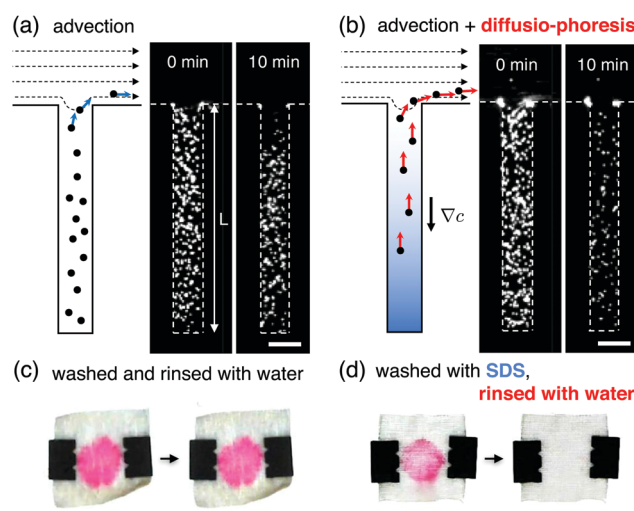 (a) advection
0 min
10 min
L
(b) advection + diffusio-phoresis
0 min
10 min
∇c
(c) washed and rinsed with water
(d) washed with SDS,
rinsed with water